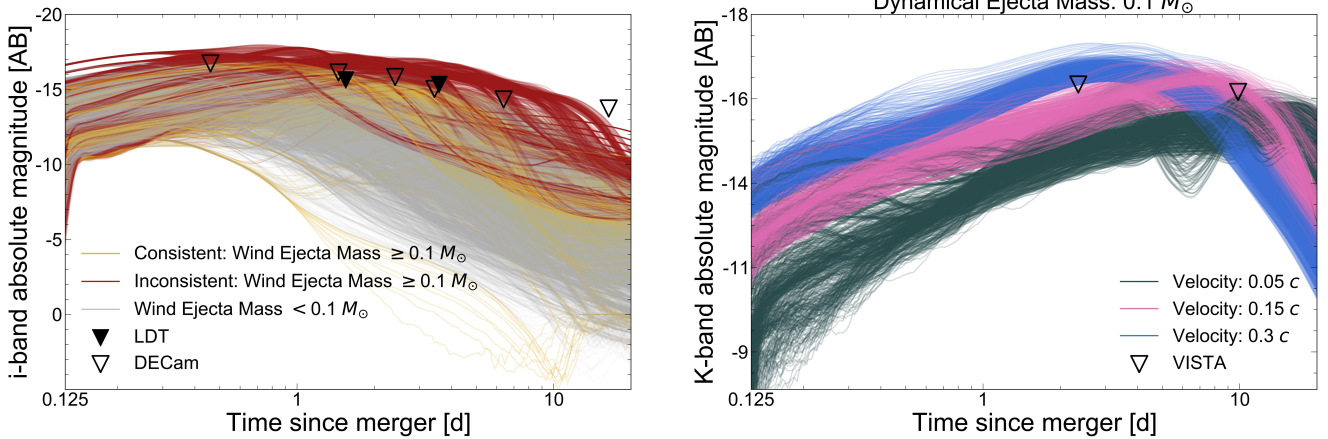 i-band absolute magnitude [AB]
-20
-15
-10
-5
0
Consistent: Wind Ejecta Mass ≥ 0.1 M⊙
Inconsistent: Wind Ejecta Mass ≥ 0.1 M⊙
Wind Ejecta Mass < 0.1 M⊙
LDT
DECam
0.125
1
10
Time since merger [d]
Dynamical Ejecta Mass: 0.1 M⊙
K-band absolute magnitude [AB]
-18
-16
-14
-11
-9
Velocity: 0.05 c
Velocity: 0.15 c
Velocity: 0.3 c
VISTA
0.125
1
10
Time since merger [d]